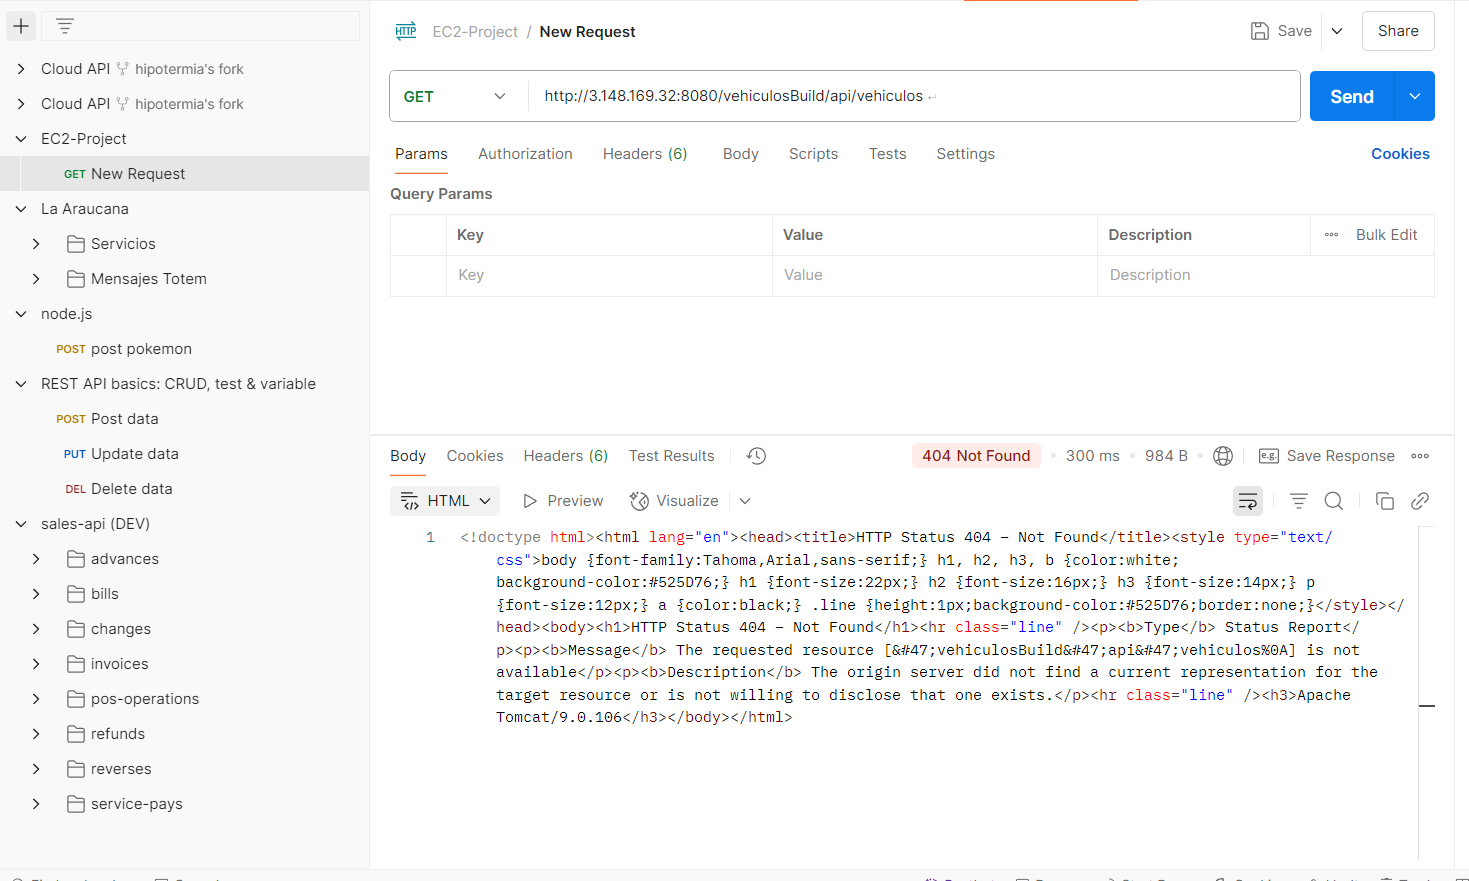 Cloud API hipotermia's fork
Cloud API hipotermia's fork
EC2-Project
GET New Request
La Araucana
Servicios
Mensajes Totem
node.js
POST post pokemon
REST API basics: CRUD, test & variable
POST Post data
PUT Update data
DEL Delete data
sales-api (DEV)
advances
bills
changes
invoices
pos-operations
refunds
reverses
service-pays
HTTP EC2-Project / New Request
Save
Share
GET
http://3.148.169.32:8080/vehiculosBuild/api/vehiculos ↵
Send
Params Authorization Headers (6) Body Scripts Tests Settings
Cookies
Query Params
Key Value Description Bulk Edit
Key Value Description
Body Cookies Headers (6) Test Results
404 Not Found • 300 ms • 984 B
e.g. Save Response
HTML Preview Visualize
1 <!doctype html><html lang="en"><head><title>HTTP Status 404 – Not Found</title><style type="text/
css">body {font-family:Tahoma,Arial,sans-serif;} h1, h2, h3, b {color:white;
background-color:#525D76;} h1 {font-size:22px;} h2 {font-size:16px;} h3 {font-size:14px;} p
{font-size:12px;} a {color:black;} .line {height:1px;background-color:#525D76;border:none;}</style></
head><body><h1>HTTP Status 404 – Not Found</h1><hr class="line" /><p><b>Type</b> Status Report</
p><p><b>Message</b> The requested resource [&#47;vehiculosBuild&#47;api&#47;vehiculos%0A] is not
available</p><p><b>Description</b> The origin server did not find a current representation for the
target resource or is not willing to disclose that one exists.</p><hr class="line" /><h3>Apache
Tomcat/9.0.106</h3></body></html>